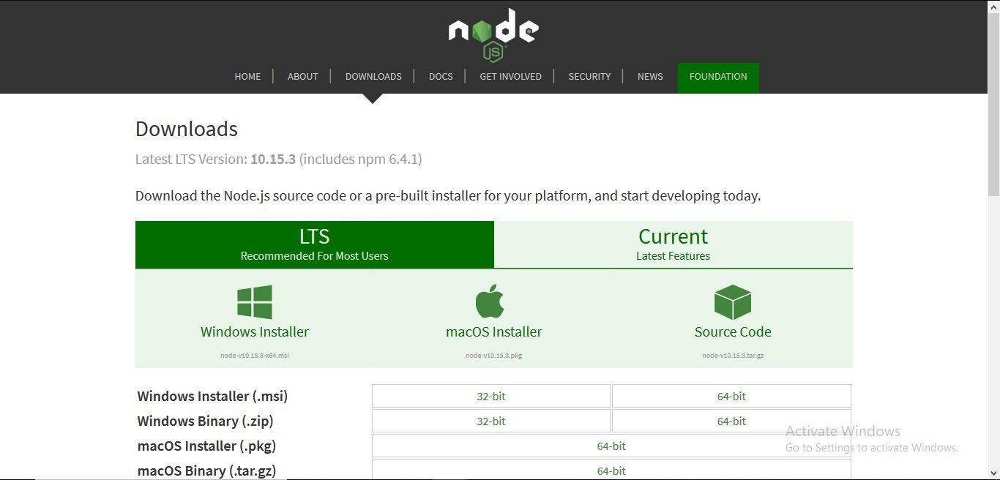 node
JS
HOME ABOUT DOWNLOADS DOCS GET INVOLVED SECURITY NEWS FOUNDATION
Downloads
Latest LTS Version: 10.15.3 (includes npm 6.4.1)
Download the Node.js source code or a pre-built installer for your platform, and start developing today.
LTS Current
Recommended For Most Users Latest Features
Windows Installer macOS Installer Source Code
node-v10.15.3-x64.msi node-v10.15.3.pkg node-v10.15.3.tar.gz
Windows Installer (.msi) 32-bit 64-bit
Windows Binary (.zip) 32-bit 64-bit
Activate Windows
macOS Installer (.pkg) 64-bit
Go to Settings to activate Windows.
macOS Binary (.tar.gz) 64-bit